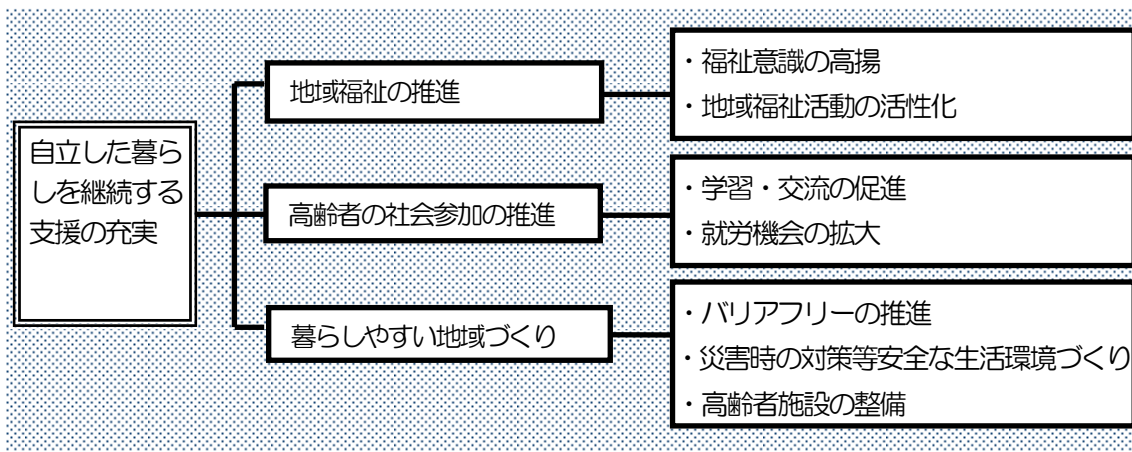 自立した暮ら
しを継続する
支援の充実
地域福祉の推進
・福祉意識の高揚
・地域福祉活動の活性化
高齢者の社会参加の推進
・学習・交流の促進
・就労機会の拡大
暮らしやすい地域づくり
・バリアフリーの推進
・災害時の対策等安全な生活環境づくり
・高齢者施設の整備